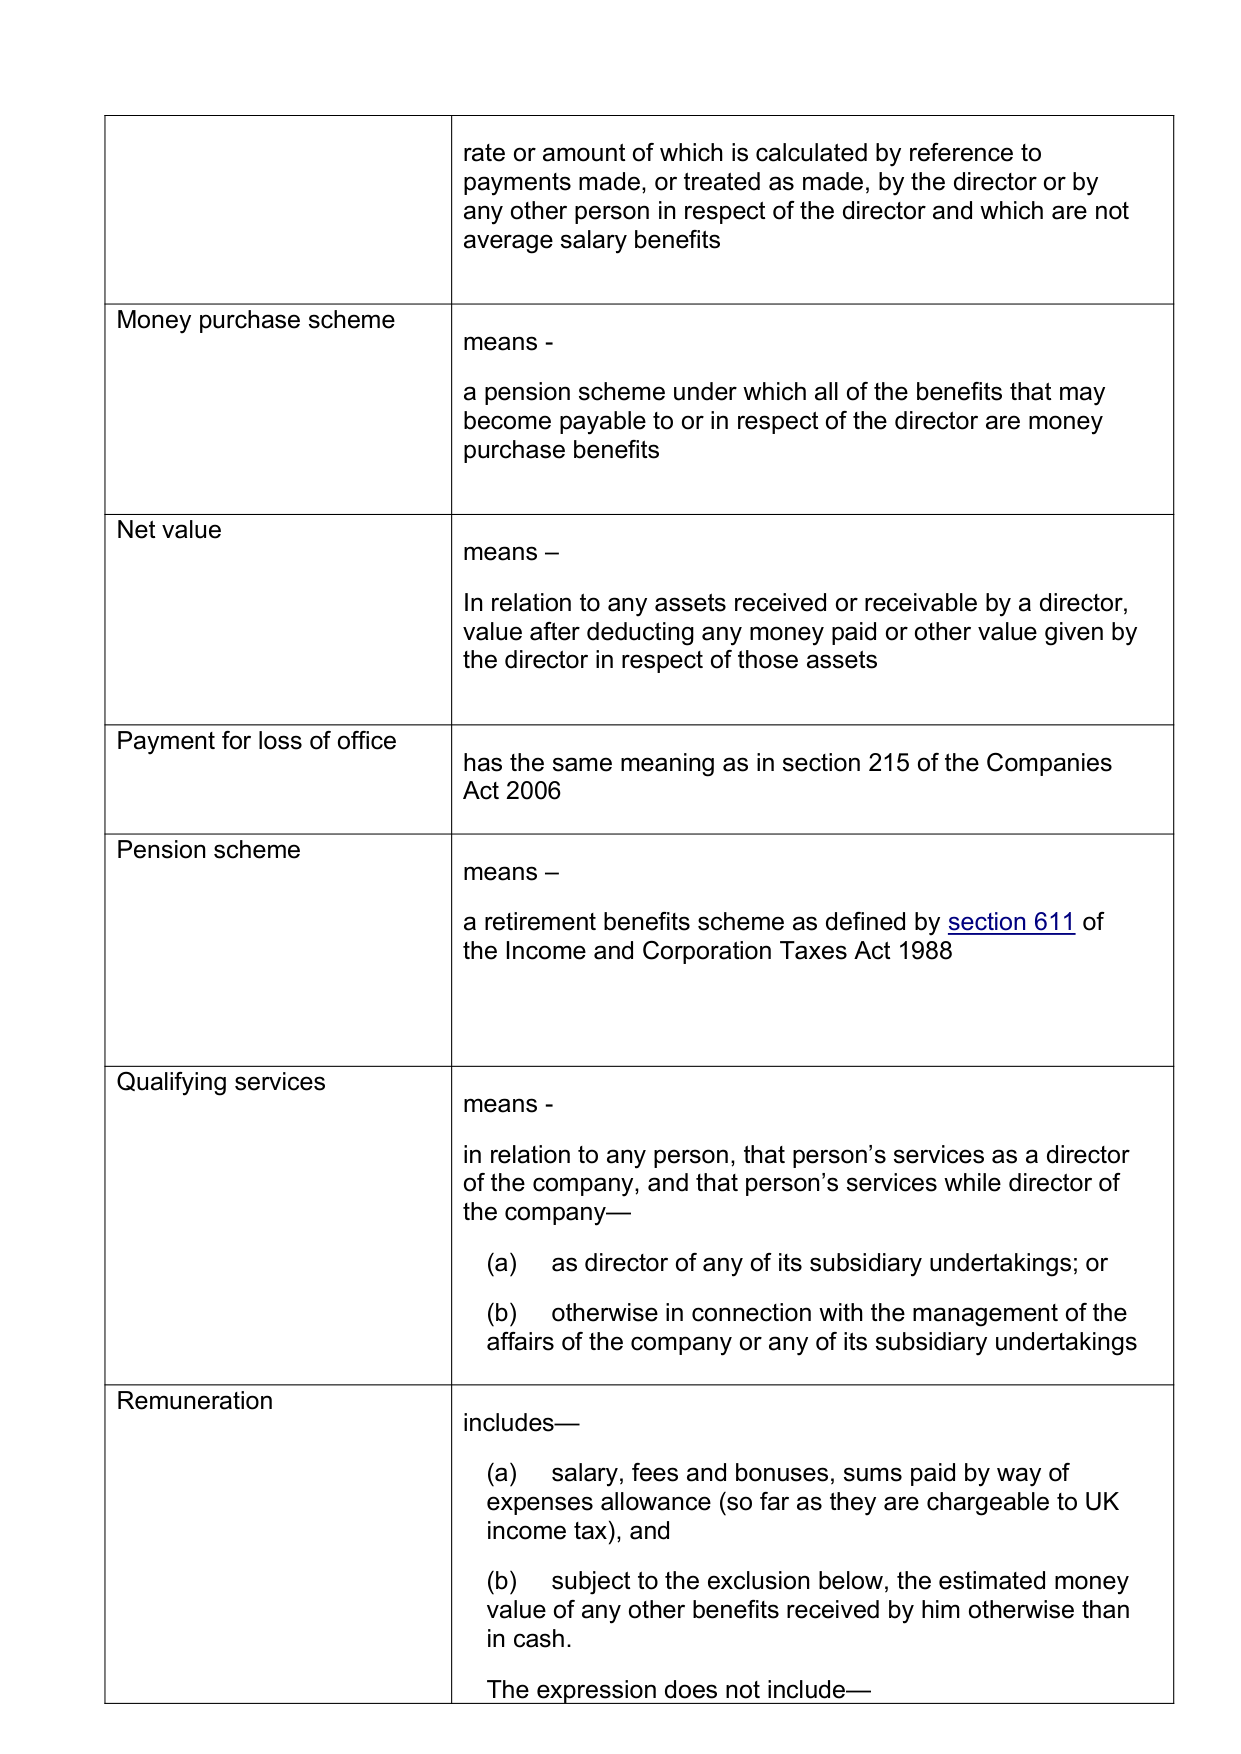 rate or amount of which is calculated by reference to
payments made, or treated as made, by the director or by
any other person in respect of the director and which are not
average salary benefits
Money purchase scheme
means -
a pension scheme under which all of the benefits that may
become payable to or in respect of the director are money
purchase benefits
Net value
means –
In relation to any assets received or receivable by a director,
value after deducting any money paid or other value given by
the director in respect of those assets
Payment for loss of office
has the same meaning as in section 215 of the Companies
Act 2006
Pension scheme
means –
a retirement benefits scheme as defined by section 611 of
the Income and Corporation Taxes Act 1988
Qualifying services
means -
in relation to any person, that person’s services as a director
of the company, and that person’s services while director of
the company—
(a) as director of any of its subsidiary undertakings; or
(b) otherwise in connection with the management of the
affairs of the company or any of its subsidiary undertakings
Remuneration
includes—
(a) salary, fees and bonuses, sums paid by way of
expenses allowance (so far as they are chargeable to UK
income tax), and
(b) subject to the exclusion below, the estimated money
value of any other benefits received by him otherwise than
in cash.
The expression does not include—